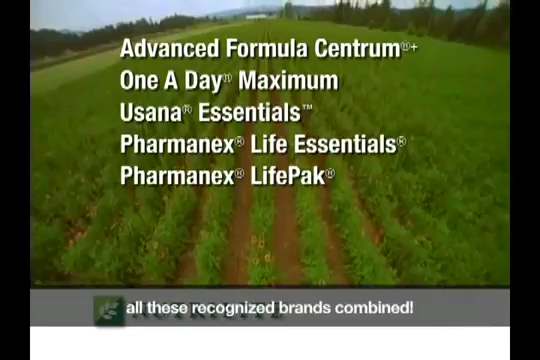 Advanced Formula Centrum®+
One A Day® Maximum
Usana® Essentials™
Pharmanex® Life Essentials®
Pharmanex® LifePak®
all these recognized brands combined!